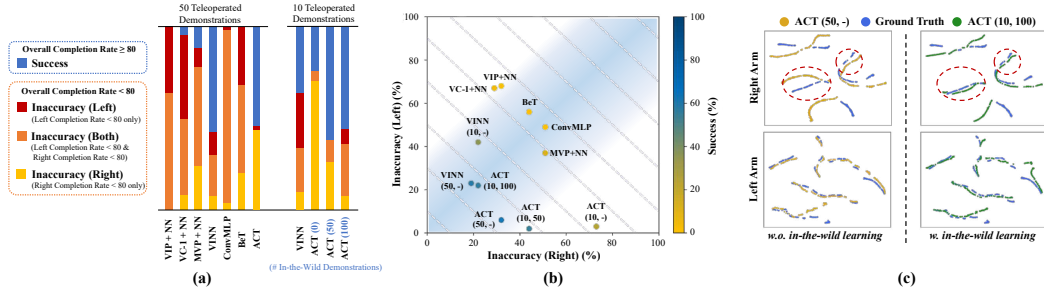 50 Teleoperated
Demonstrations
10 Teleoperated
Demonstrations
Overall Completion Rate ≥ 80
Success
Overall Completion Rate < 80
Inaccuracy (Left)
(Left Completion Rate < 80 only)
Inaccuracy (Both)
(Left Completion Rate < 80 &
Right Completion Rate < 80)
Inaccuracy (Right)
(Right Completion Rate < 80 only)
VIP + NN
VC-1 + NN
MVP + NN
VINN
ConvMLP
BeT
ACT
VINN
ACT (0)
ACT (50)
ACT (100)
(# In-the-Wild Demonstrations)
(a)
Inaccuracy (Left) (%)
100
80
60
40
20
0
VIP+NN
VC-1+NN
BeT
VINN
(10, -)
ConvMLP
MVP+NN
VINN
(50, -)
ACT
(10, 100)
ACT
(50, -)
ACT
(10, 50)
ACT
(10, -)
20
40
60
80
100
Inaccuracy (Right) (%)
100
80
60
40
20
0
Success (%)
(b)
ACT (50, -)
Ground Truth
ACT (10, 100)
Right Arm
Left Arm
w.o. in-the-wild learning
w. in-the-wild learning
(c)